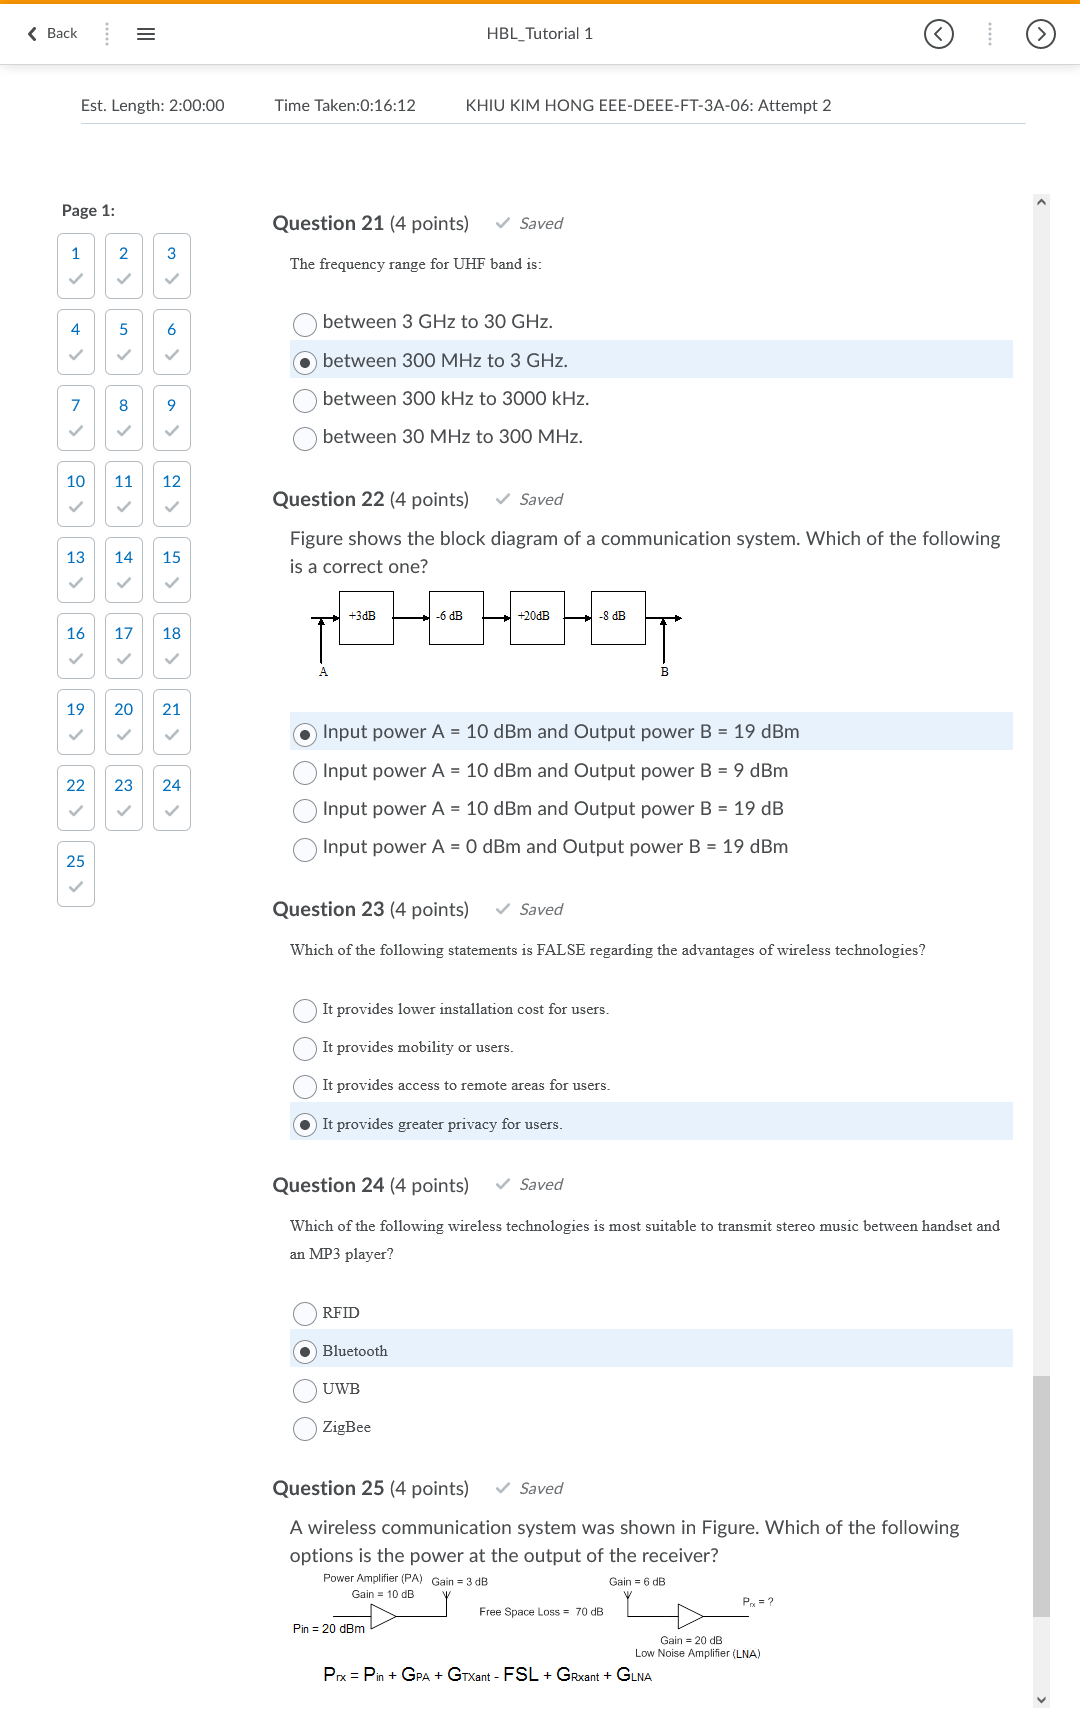 Back
HBL_Tutorial 1
Est. Length: 2:00:00 Time Taken:0:16:12 KHIU KIM HONG EEE-DEEE-FT-3A-06: Attempt 2
Page 1:
1 2 3
4 5 6
7 8 9
10 11 12
13 14 15
16 17 18
19 20 21
22 23 24
25
Question 21 (4 points) Saved
The frequency range for UHF band is:
between 3 GHz to 30 GHz.
between 300 MHz to 3 GHz.
between 300 kHz to 3000 kHz.
between 30 MHz to 300 MHz.
Question 22 (4 points) Saved
Figure shows the block diagram of a communication system. Which of the following
is a correct one?
+3dB -6 dB +20dB -8 dB
A B
Input power A = 10 dBm and Output power B = 19 dBm
Input power A = 10 dBm and Output power B = 9 dBm
Input power A = 10 dBm and Output power B = 19 dB
Input power A = 0 dBm and Output power B = 19 dBm
Question 23 (4 points) Saved
Which of the following statements is FALSE regarding the advantages of wireless technologies?
It provides lower installation cost for users.
It provides mobility or users.
It provides access to remote areas for users.
It provides greater privacy for users.
Question 24 (4 points) Saved
Which of the following wireless technologies is most suitable to transmit stereo music between handset and
an MP3 player?
RFID
Bluetooth
UWB
ZigBee
Question 25 (4 points) Saved
A wireless communication system was shown in Figure. Which of the following
options is the power at the output of the receiver?
Power Amplifier (PA) Gain = 3 dB Gain = 6 dB
Gain = 10 dB
Prx = ?
Free Space Loss = 70 dB
Pin = 20 dBm
Gain = 20 dB
Low Noise Amplifier (LNA)
Prx = Pin + GPA + GTXant - FSL + GRxant + GLNA